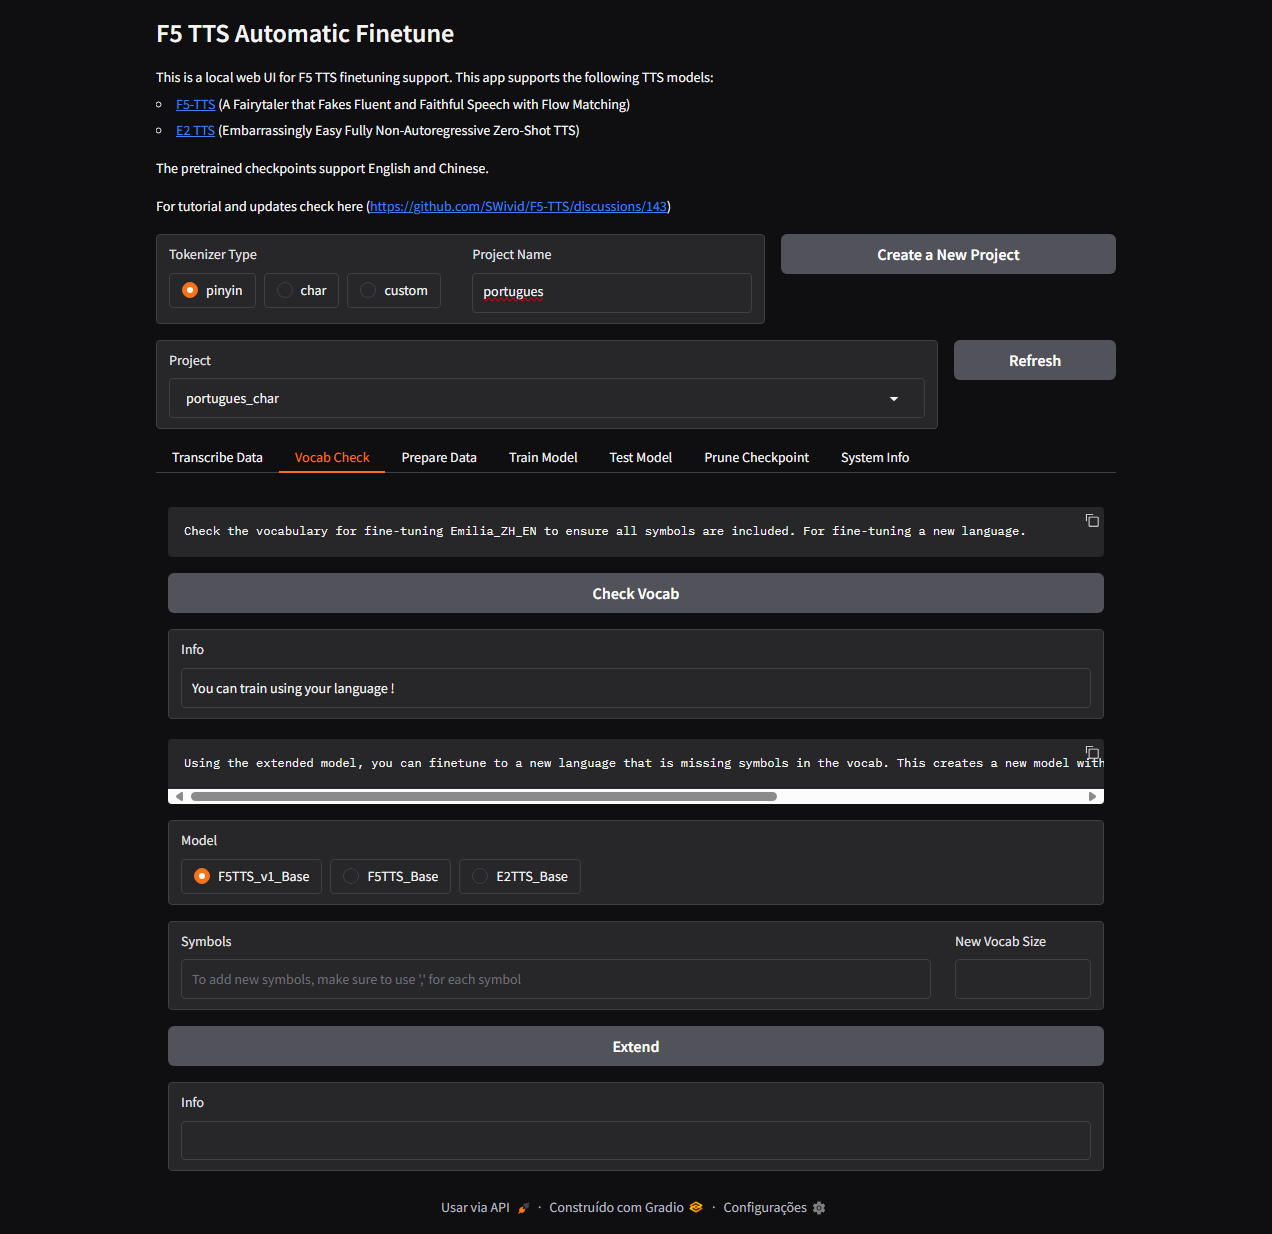 F5 TTS Automatic Finetune
This is a local web UI for F5 TTS finetuning support. This app supports the following TTS models:
F5-TTS (A Fairytaler that Fakes Fluent and Faithful Speech with Flow Matching)
E2 TTS (Embarrassingly Easy Fully Non-Autoregressive Zero-Shot TTS)
The pretrained checkpoints support English and Chinese.
For tutorial and updates check here (https://github.com/SWivid/F5-TTS/discussions/143)
Tokenizer Type
pinyin char custom
Project Name
portugues
Create a New Project
Project
portugues_char
Refresh
Transcribe Data Vocab Check Prepare Data Train Model Test Model Prune Checkpoint System Info
Check the vocabulary for fine-tuning Emilia_ZH_EN to ensure all symbols are included. For fine-tuning a new language.
Check Vocab
Info
You can train using your language !
Using the extended model, you can finetune to a new language that is missing symbols in the vocab. This creates a new model with
Model
F5TTS_v1_Base F5TTS_Base E2TTS_Base
Symbols
To add new symbols, make sure to use ',' for each symbol
New Vocab Size
Extend
Info
Usar via API · Construído com Gradio · Configurações